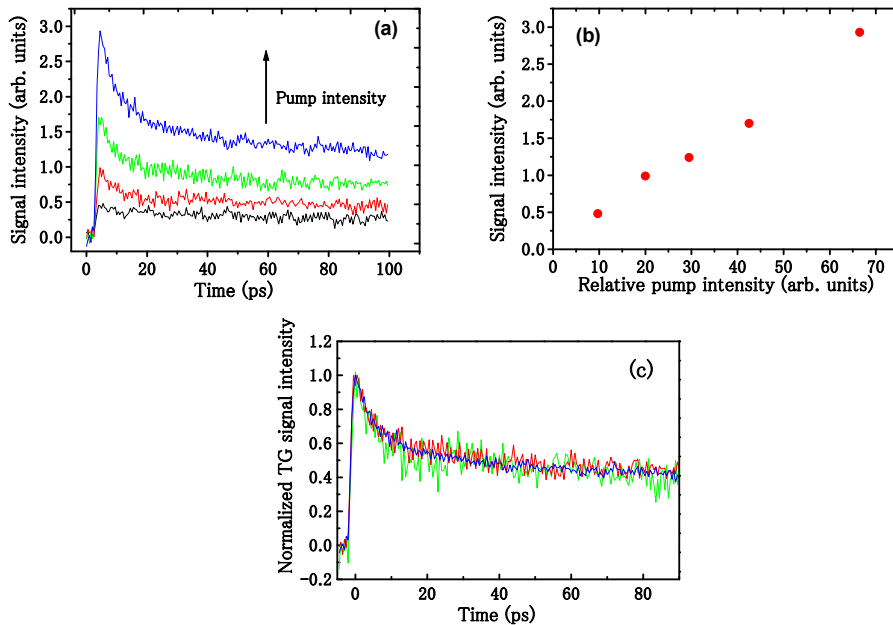 (a)
Signal intensity (arb. units)
3.0
2.5
2.0
1.5
1.0
0.5
0.0
Pump intensity
0 20 40 60 80 100
Time (ps)
(b)
Signal intensity (arb. units)
3.0
2.5
2.0
1.5
1.0
0.5
0.0
0 10 20 30 40 50 60 70
Relative pump intensity (arb. units)
(c)
Normalized TG signal intensity
1.2
1.0
0.8
0.6
0.4
0.2
0.0
-0.2
0 20 40 60 80
Time (ps)